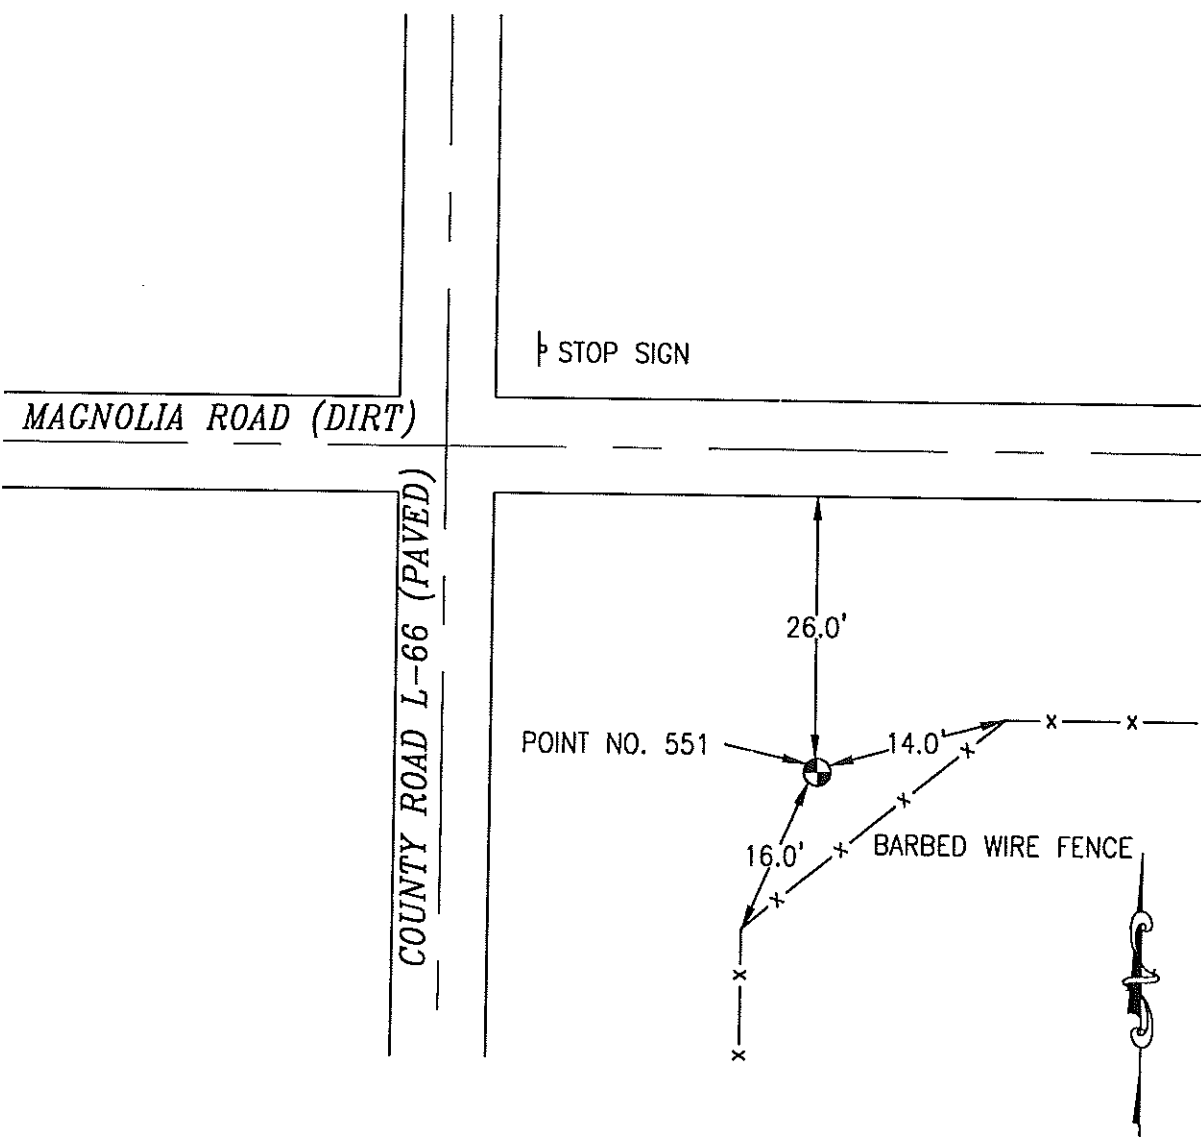 STOP SIGN
MAGNOLIA ROAD (DIRT)
COUNTY ROAD L-66 (PAVED)
26.0'
POINT NO. 551
14.0'
16.0'
BARBED WIRE FENCE